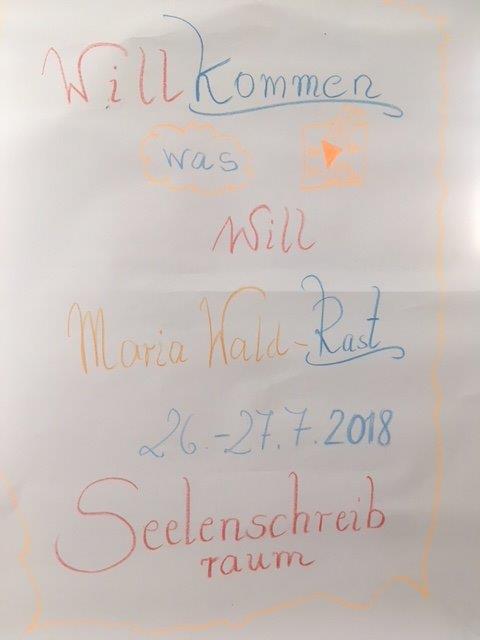 Willkommen
was
Will
Maria Wald-Rast
26.-27.7.2018
Seelenschreib
raum